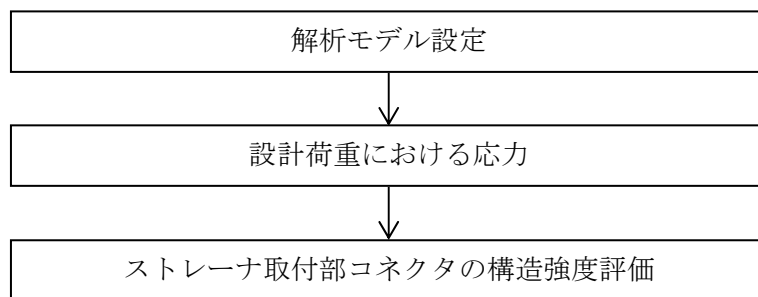 解析モデル設定
設計荷重における応力
ストレーナ取付部コネクタの構造強度評価